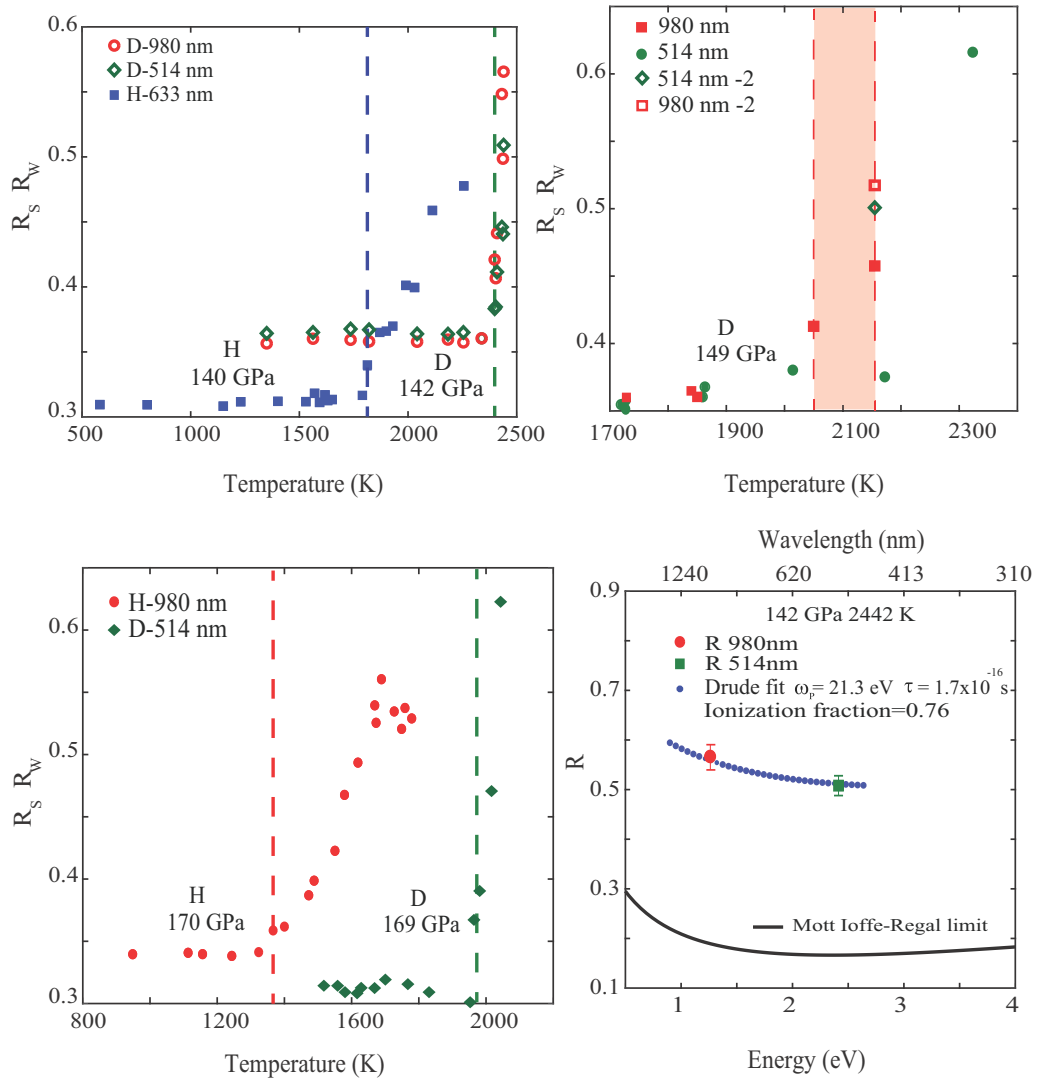 0.6
0.5
0.4
0.3
R_S R_W
D-980 nm
D-514 nm
H-633 nm
H
140 GPa
D
142 GPa
500 1000 1500 2000 2500
Temperature (K)
0.6
0.5
0.4
R_S R_W
980 nm
514 nm
514 nm -2
980 nm -2
D
149 GPa
1700 1900 2100 2300
Temperature (K)
0.6
0.5
0.4
0.3
R_S R_W
H-980 nm
D-514 nm
H
170 GPa
D
169 GPa
800 1200 1600 2000
Temperature (K)
Wavelength (nm)
1240 620 413 310
0.9
0.7
0.5
0.3
0.1
R
142 GPa 2442 K
R 980nm
R 514nm
Drude fit ω_p= 21.3 eV τ = 1.7x10^-16 s
Ionization fraction=0.76
Mott Ioffe-Regal limit
1 2 3 4
Energy (eV)